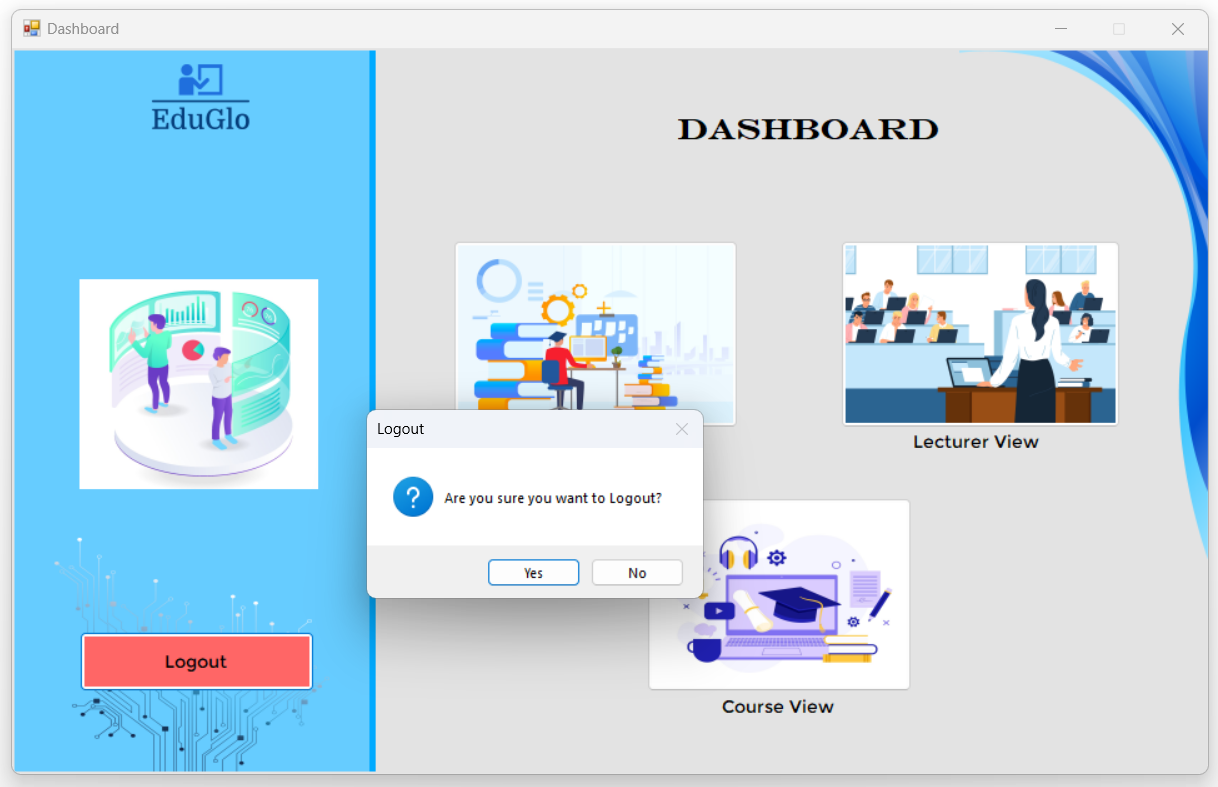 Dashboard
EduGlo
DASHBOARD
Lecturer View
Logout
Are you sure you want to Logout?
Yes
No
Logout
Course View